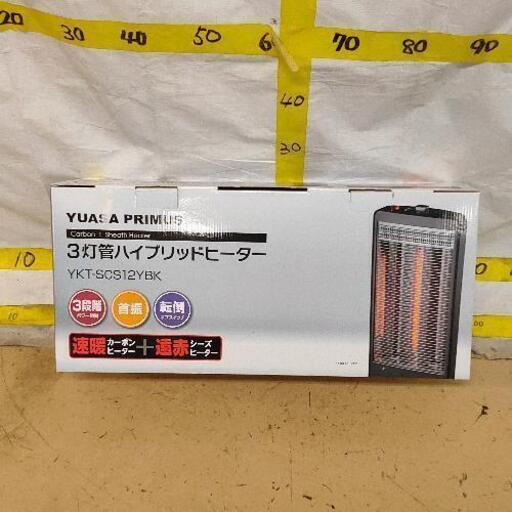 20 30 40 50 60 70 80 90
40
30
10
10
YUASA PRIMUS
Carbon + Sheath Heater
3灯管ハイブリッドヒーター
YKT-SCS12YBK
3段階 首振 転倒
速暖カーボンヒーター+遠赤シーズヒーター